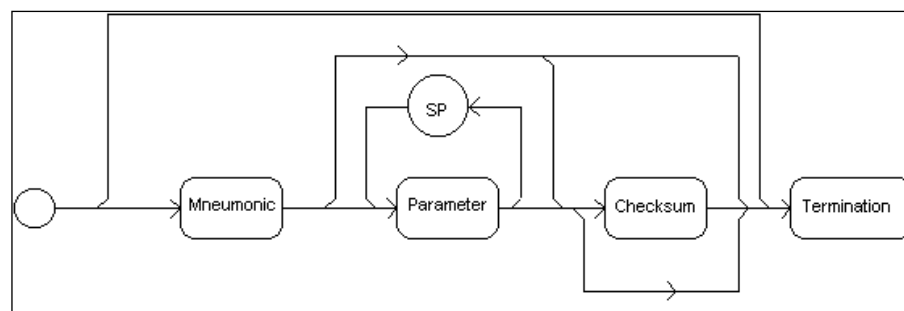 SP
Mneumonic
Parameter
Checksum
Termination